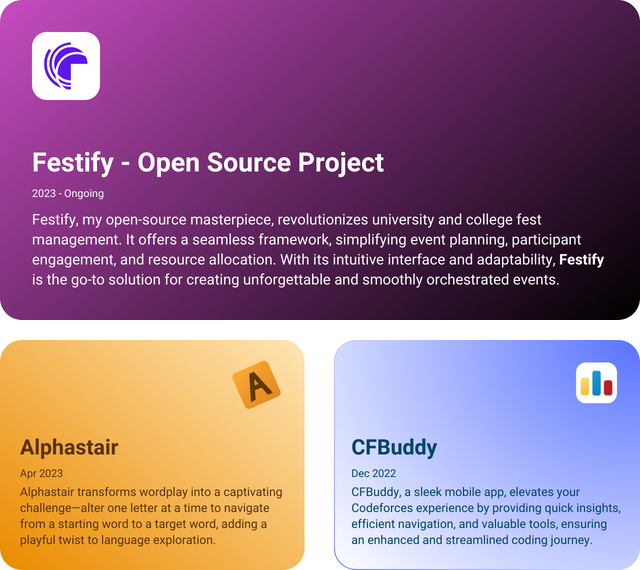 Festify - Open Source Project
2023 - Ongoing
Festify, my open-source masterpiece, revolutionizes university and college fest
management. It offers a seamless framework, simplifying event planning, participant
engagement, and resource allocation. With its intuitive interface and adaptability, Festify
is the go-to solution for creating unforgettable and smoothly orchestrated events.
A
Alphastair
Apr 2023
Alphastair transforms wordplay into a captivating
challenge—alter one letter at a time to navigate
from a starting word to a target word, adding a
playful twist to language exploration.
CFBuddy
Dec 2022
CFBuddy, a sleek mobile app, elevates your
Codeforces experience by providing quick insights,
efficient navigation, and valuable tools, ensuring
an enhanced and streamlined coding journey.